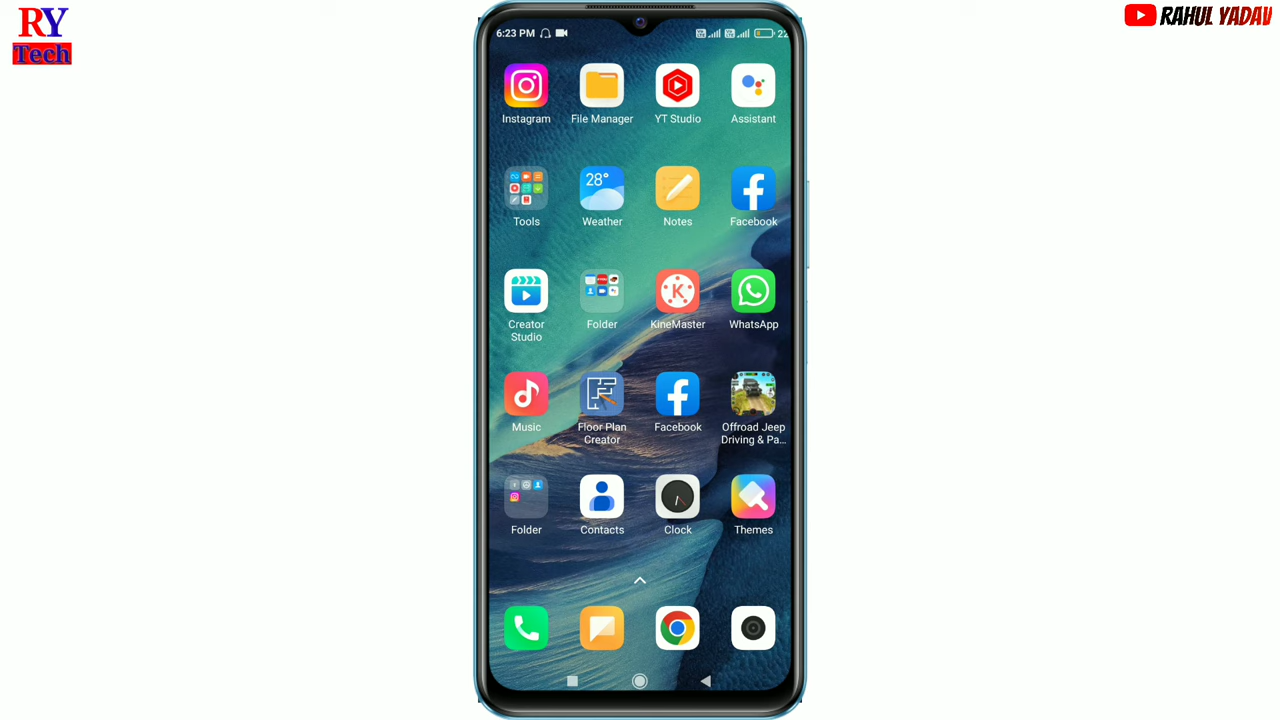 RY
Tech
RAHUL YADAV
6:23 PM
22
Instagram
File Manager
YT Studio
Assistant
28°
Tools
Weather
Notes
Facebook
Creator
Studio
Folder
KineMaster
WhatsApp
Music
Floor Plan
Creator
Facebook
Offroad Jeep
Driving & Pa...
Folder
Contacts
Clock
Themes